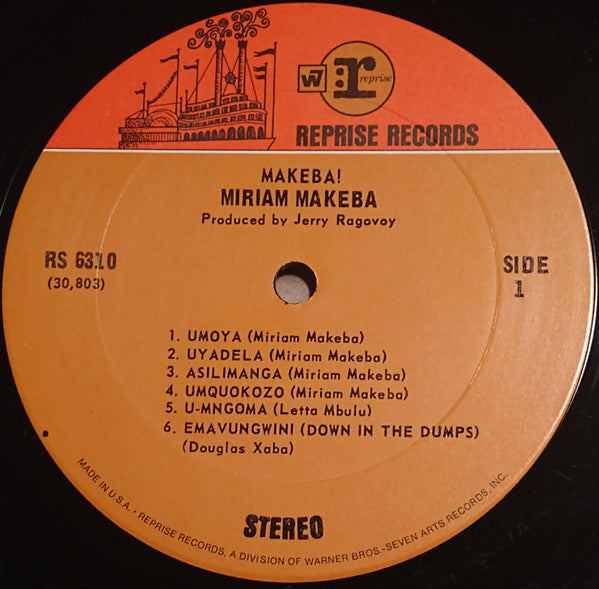 W7
r
reprise
REPRISE RECORDS
MAKEBA!
MIRIAM MAKEBA
Produced by Jerry Ragovoy
RS 6310
(30,803)
SIDE
1
1. UMOYA (Miriam Makeba)
2. UYADELA (Miriam Makeba)
3. ASILIMANGA (Miriam Makeba)
4. UMQUOKOZO (Miriam Makeba)
5. U-MNGOMA (Letta Mbulu)
6. EMAVUNGWINI (DOWN IN THE DUMPS)
(Douglas Xaba)
STEREO
MADE IN U.S.A. - REPRISE RECORDS, A DIVISION OF WARNER BROS.-SEVEN ARTS RECORDS, INC.